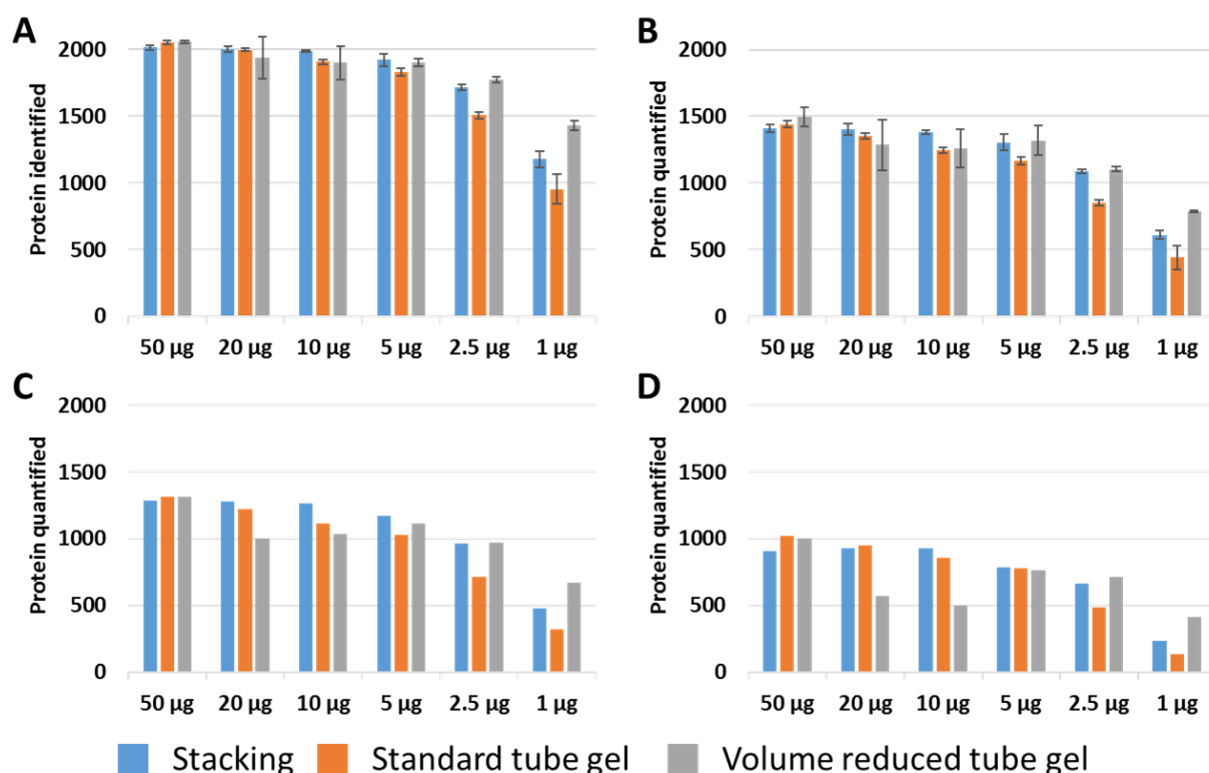 A
Protein identified
2000
1500
1000
500
0
50 µg 20 µg 10 µg 5 µg 2.5 µg 1 µg
B
Protein quantified
2000
1500
1000
500
0
50 µg 20 µg 10 µg 5 µg 2.5 µg 1 µg
C
Protein quantified
2000
1500
1000
500
0
50 µg 20 µg 10 µg 5 µg 2.5 µg 1 µg
D
Protein quantified
2000
1500
1000
500
0
50 µg 20 µg 10 µg 5 µg 2.5 µg 1 µg
Stacking Standard tube gel Volume reduced tube gel